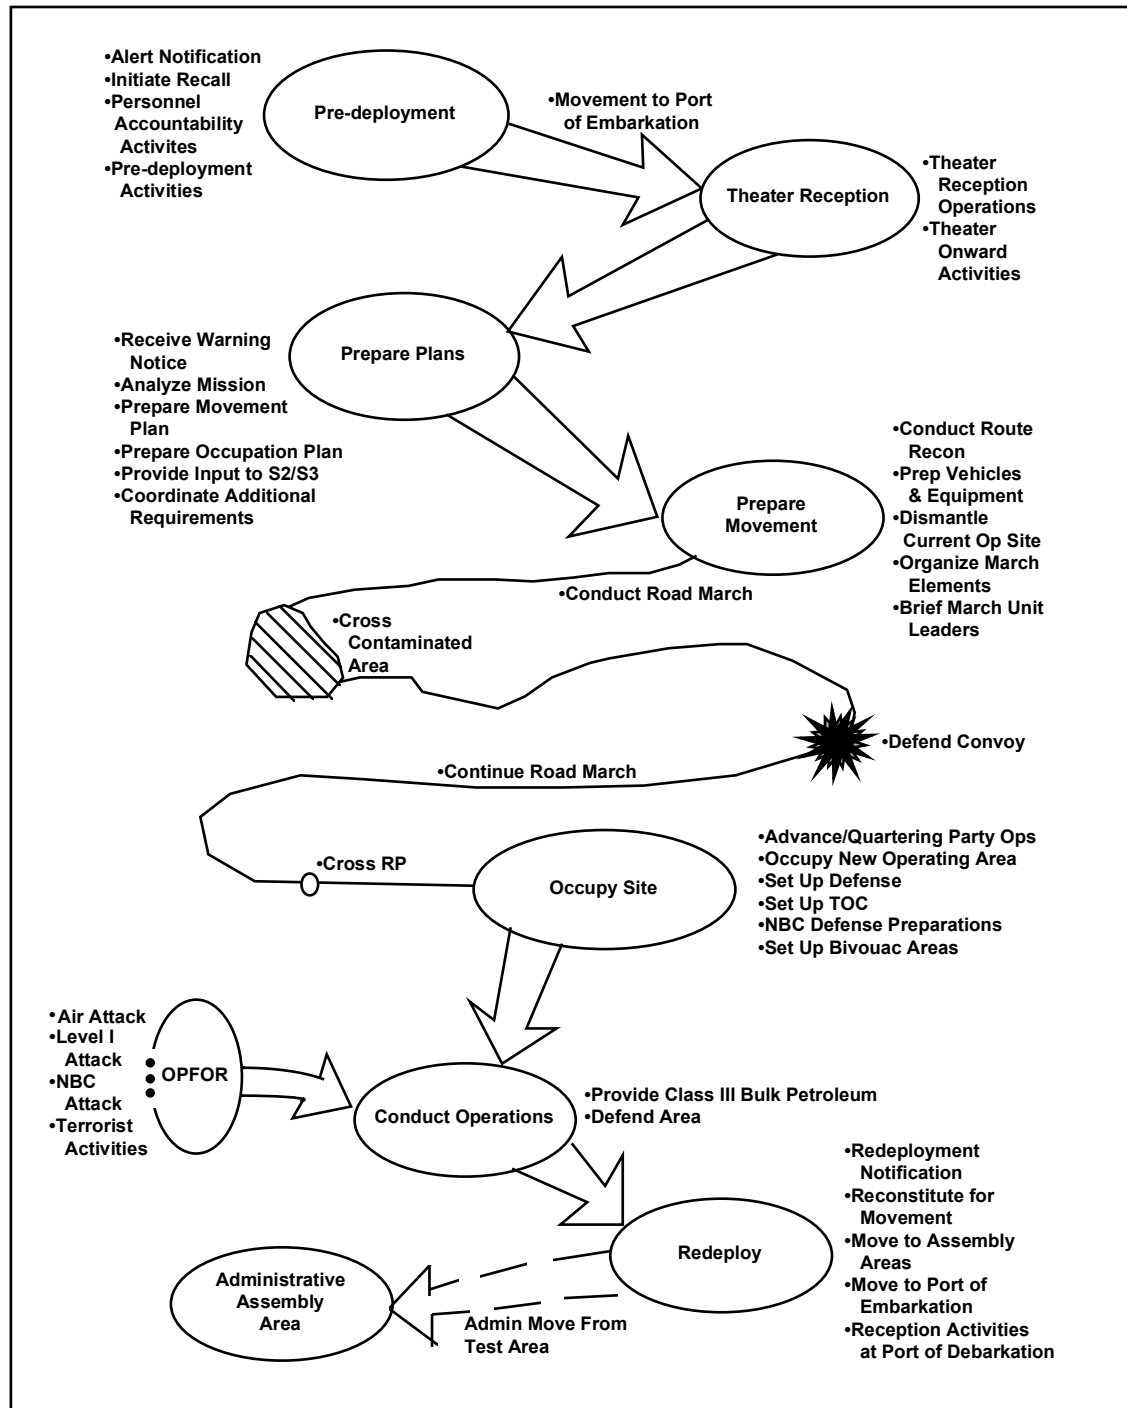 •Alert Notification
•Initiate Recall
•Personnel
Accountability
Activites
•Pre-deployment
Activities
Pre-deployment
•Movement to Port
of Embarkation
Theater Reception
•Theater
Reception
Operations
•Theater
Onward
Activities
•Receive Warning
Notice
•Analyze Mission
•Prepare Movement
Plan
•Prepare Occupation Plan
•Provide Input to S2/S3
•Coordinate Additional
Requirements
Prepare Plans
Prepare
Movement
•Conduct Route
Recon
•Prep Vehicles
& Equipment
•Dismantle
Current Op Site
•Organize March
Elements
•Brief March Unit
Leaders
•Conduct Road March
•Cross
Contaminated
Area
•Defend Convoy
•Continue Road March
•Cross RP
Occupy Site
•Advance/Quartering Party Ops
•Occupy New Operating Area
•Set Up Defense
•Set Up TOC
•NBC Defense Preparations
•Set Up Bivouac Areas
•Air Attack
•Level I
Attack
•NBC
Attack
•Terrorist
Activities
OPFOR
Conduct Operations
•Provide Class III Bulk Petroleum
•Defend Area
•Redeployment
Notification
•Reconstitute for
Movement
•Move to Assembly
Areas
•Move to Port of
Embarkation
•Reception Activities
at Port of Debarkation
Redeploy
Administrative
Assembly
Area
Admin Move From
Test Area